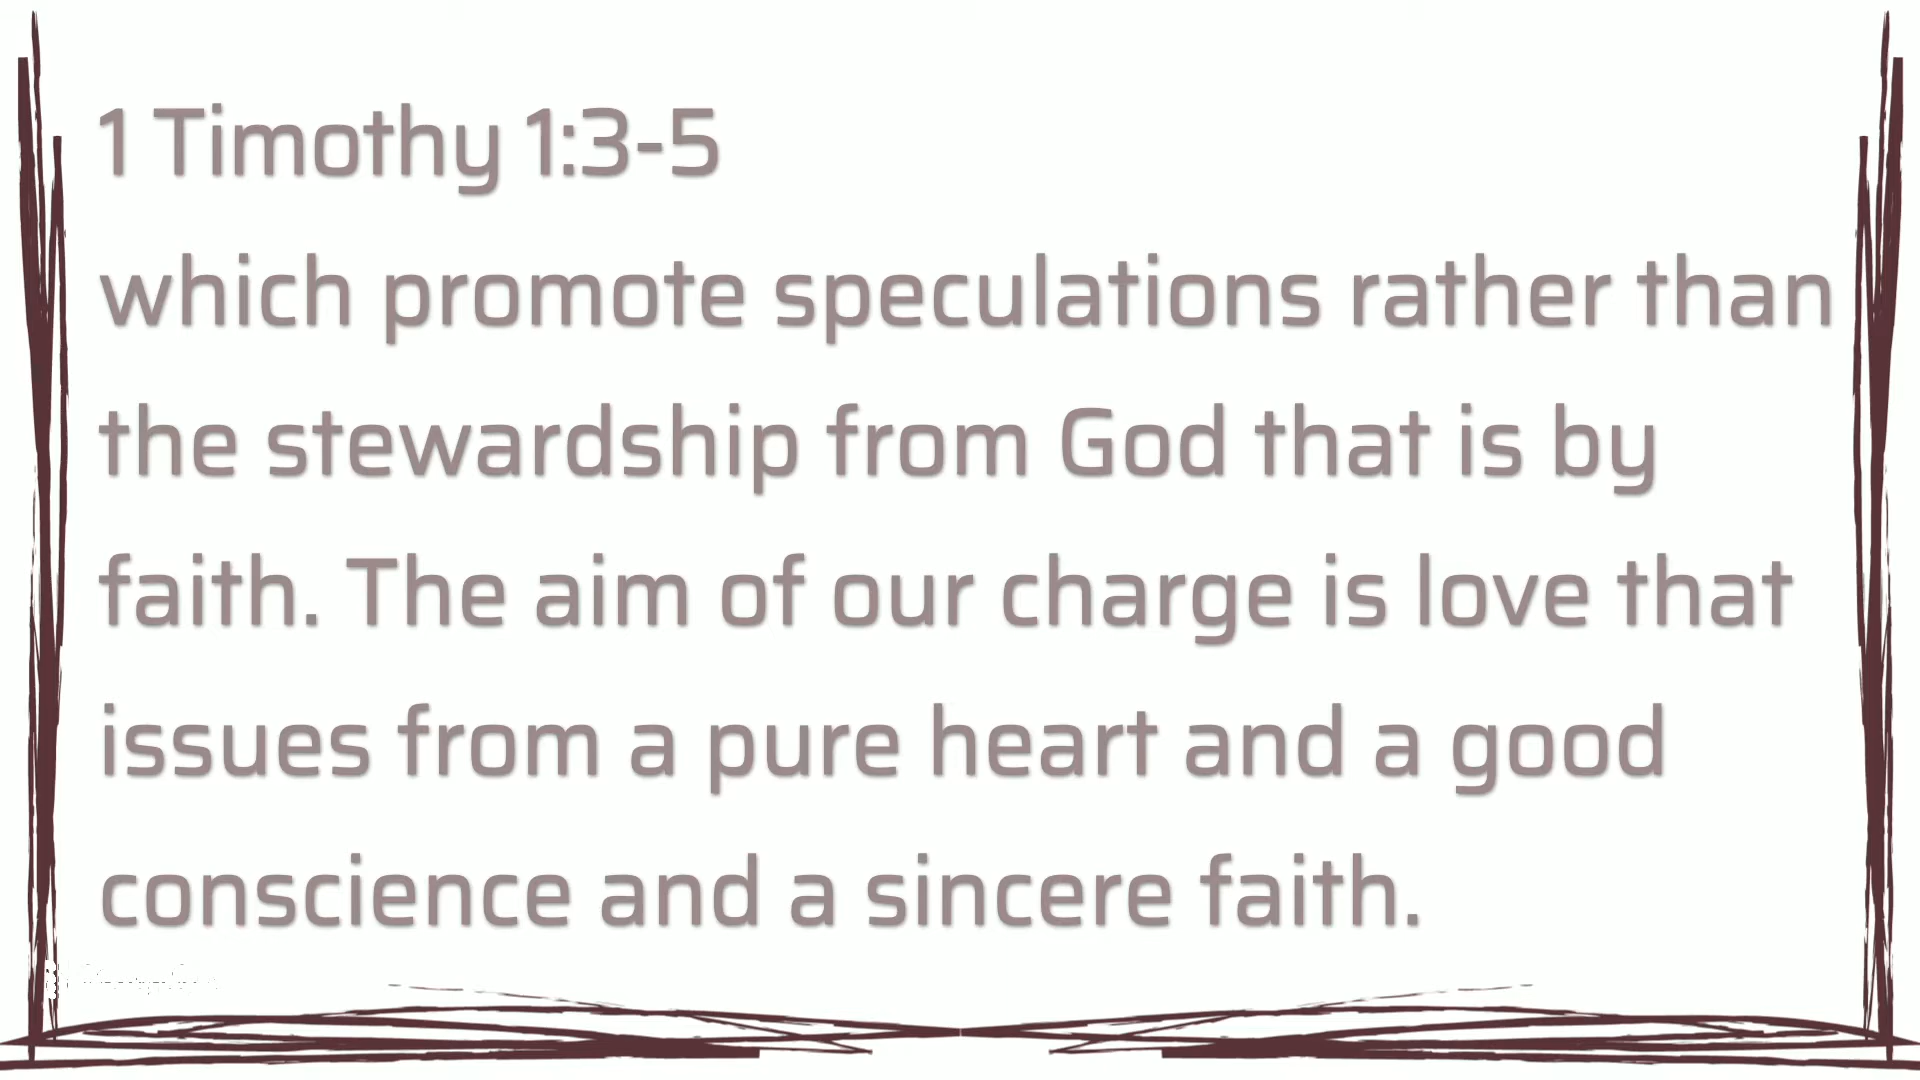 1 Timothy 1:3-5
which promote speculations rather than
the stewardship from God that is by
faith. The aim of our charge is love that
issues from a pure heart and a good
conscience and a sincere faith.